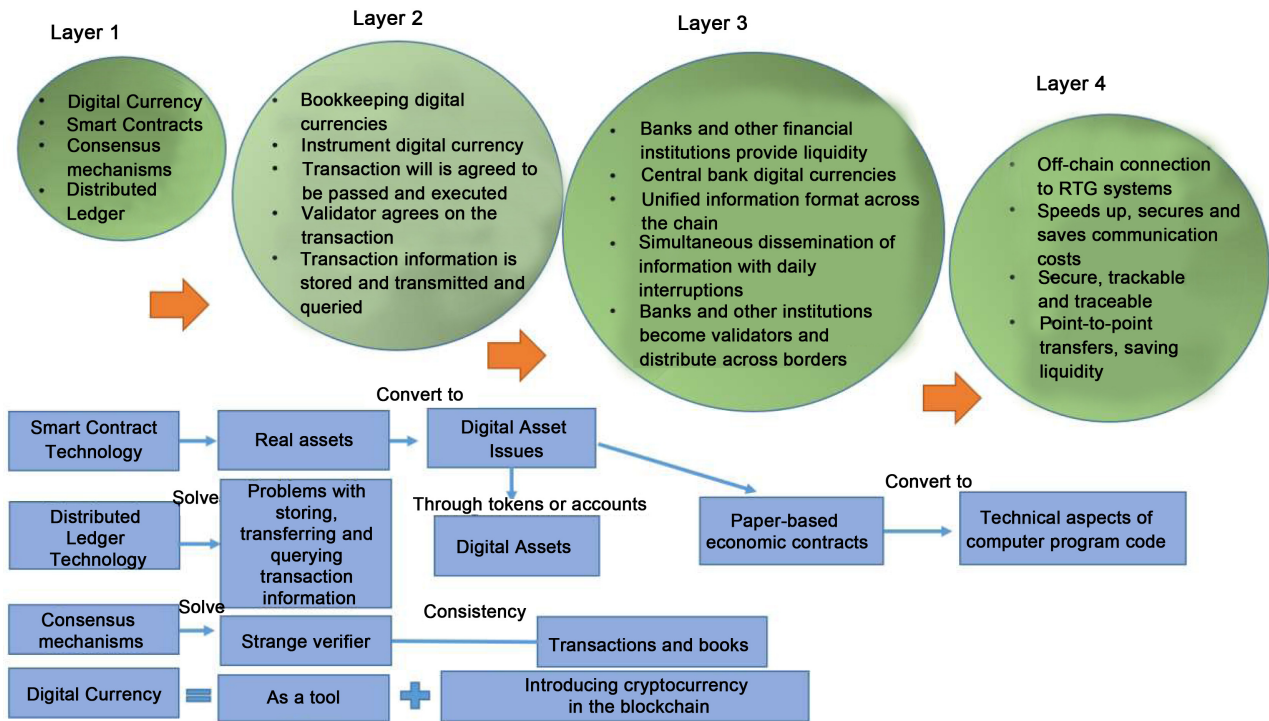 Layer 1
• Digital Currency
• Smart Contracts
• Consensus
mechanisms
• Distributed
Ledger
Layer 2
• Bookkeeping digital
currencies
• Instrument digital currency
• Transaction will is agreed to
be passed and executed
• Validator agrees on the
transaction
• Transaction information is
stored and transmitted and
queried
Layer 3
• Banks and other financial
institutions provide liquidity
• Central bank digital currencies
• Unified information format across
the chain
• Simultaneous dissemination of
information with daily
interruptions
• Banks and other institutions
become validators and
distribute across borders
Layer 4
• Off-chain connection
to RTG systems
• Speeds up, secures and
saves communication
costs
• Secure, trackable
and traceable
• Point-to-point
transfers, saving
liquidity
Smart Contract
Technology
Real assets
Convert to
Digital Asset
Issues
Through tokens or accounts
Digital Assets
Paper-based
economic contracts
Convert to
Technical aspects of
computer program code
Distributed
Ledger
Technology
Solve
Problems with
storing,
transferring and
querying
transaction
information
Consensus
mechanisms
Solve
Strange verifier
Consistency
Transactions and books
Digital Currency
=
As a tool
+
Introducing cryptocurrency
in the blockchain